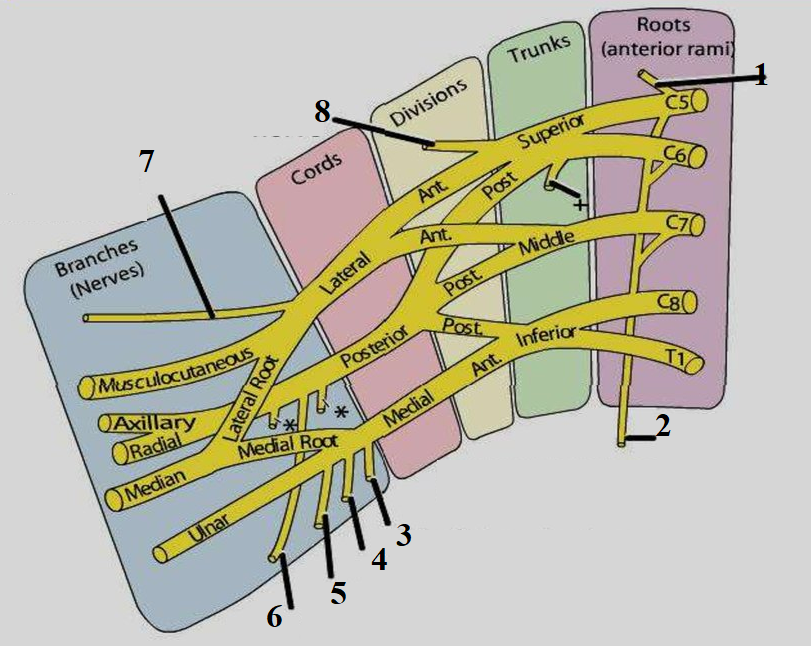 Roots
(anterior rami)
Trunks
Divisions
Cords
Branches
(Nerves)
1
C5
C6
C7
C8
T1
2
Superior
Middle
Inferior
+
8
Ant.
Post
Ant.
Post.
Post.
Ant.
Lateral
Posterior
Medial
7
Musculocutaneous
Axillary
Radial
Median
Ulnar
Lateral Root
Medial Root
*
*
3
4
5
6